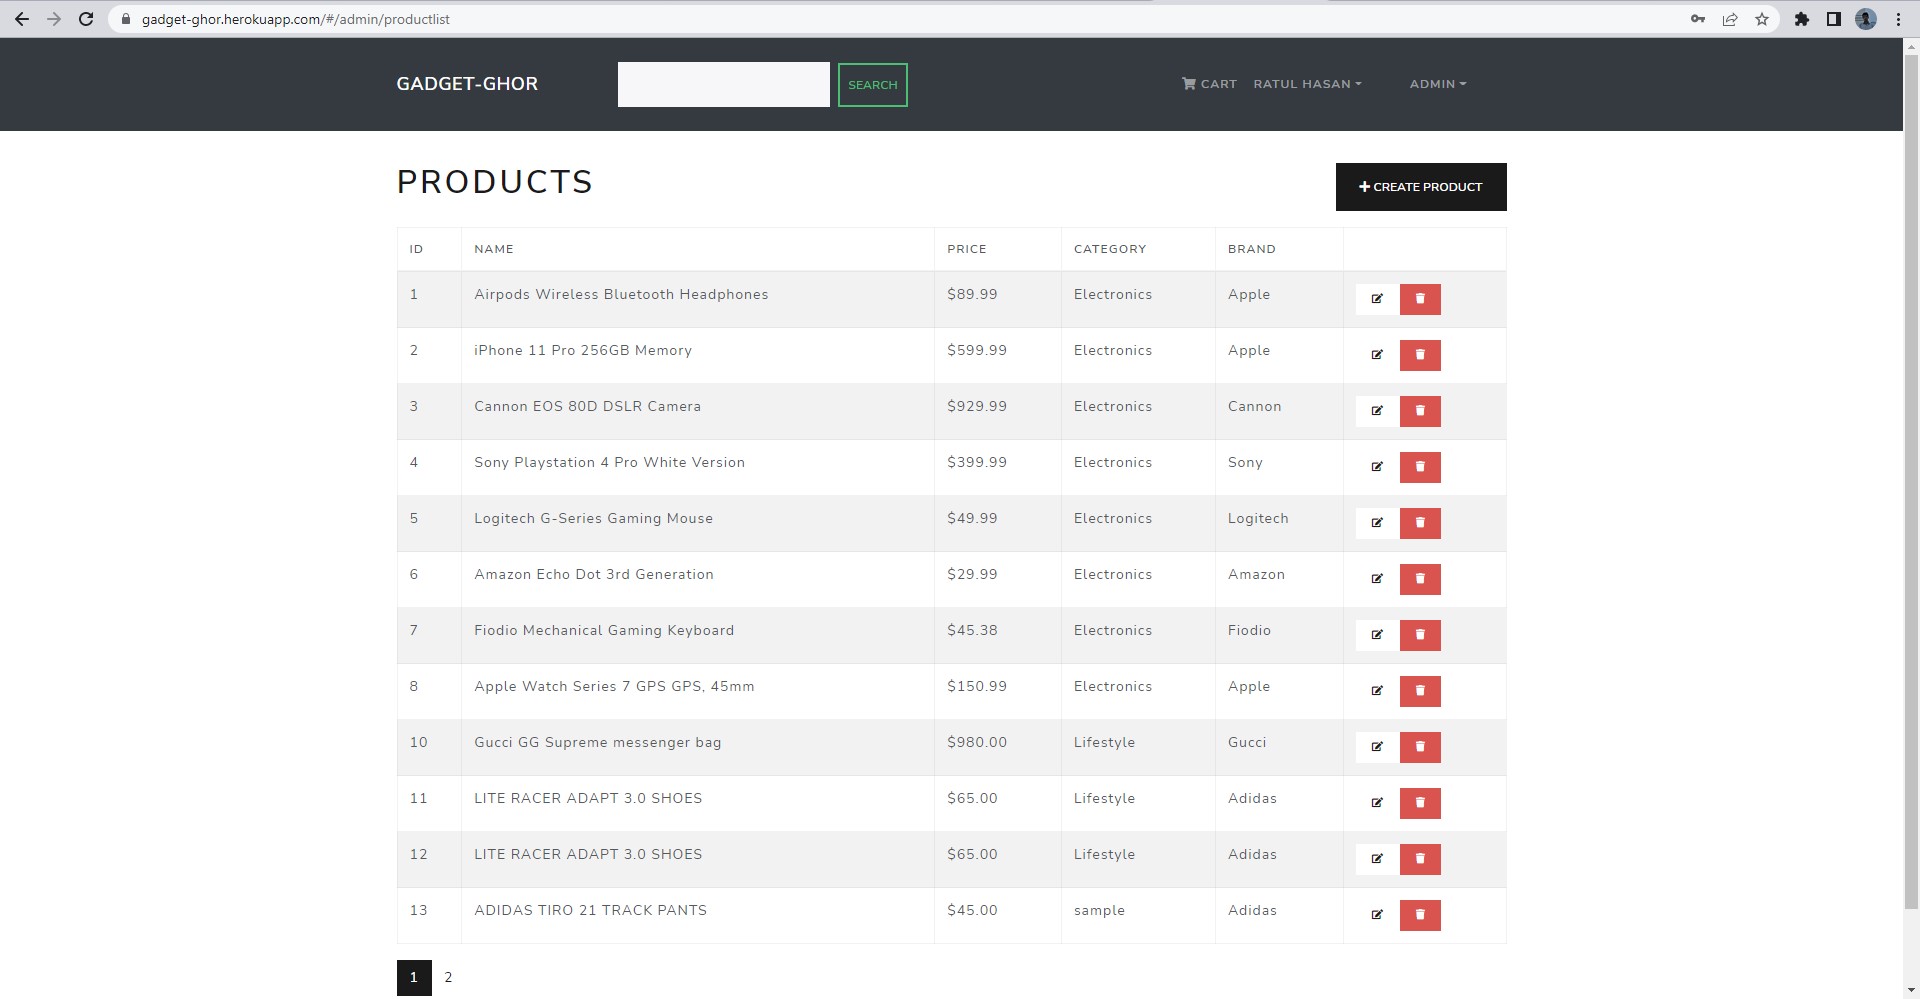 gadget-ghor.herokuapp.com/#/admin/productlist
GADGET-GHOR SEARCH CART RATUL HASAN ADMIN
PRODUCTS CREATE PRODUCT
ID NAME PRICE CATEGORY BRAND
1 Airpods Wireless Bluetooth Headphones $89.99 Electronics Apple
2 iPhone 11 Pro 256GB Memory $599.99 Electronics Apple
3 Cannon EOS 80D DSLR Camera $929.99 Electronics Cannon
4 Sony Playstation 4 Pro White Version $399.99 Electronics Sony
5 Logitech G-Series Gaming Mouse $49.99 Electronics Logitech
6 Amazon Echo Dot 3rd Generation $29.99 Electronics Amazon
7 Fiodio Mechanical Gaming Keyboard $45.38 Electronics Fiodio
8 Apple Watch Series 7 GPS GPS, 45mm $150.99 Electronics Apple
10 Gucci GG Supreme messenger bag $980.00 Lifestyle Gucci
11 LITE RACER ADAPT 3.0 SHOES $65.00 Lifestyle Adidas
12 LITE RACER ADAPT 3.0 SHOES $65.00 Lifestyle Adidas
13 ADIDAS TIRO 21 TRACK PANTS $45.00 sample Adidas
1 2